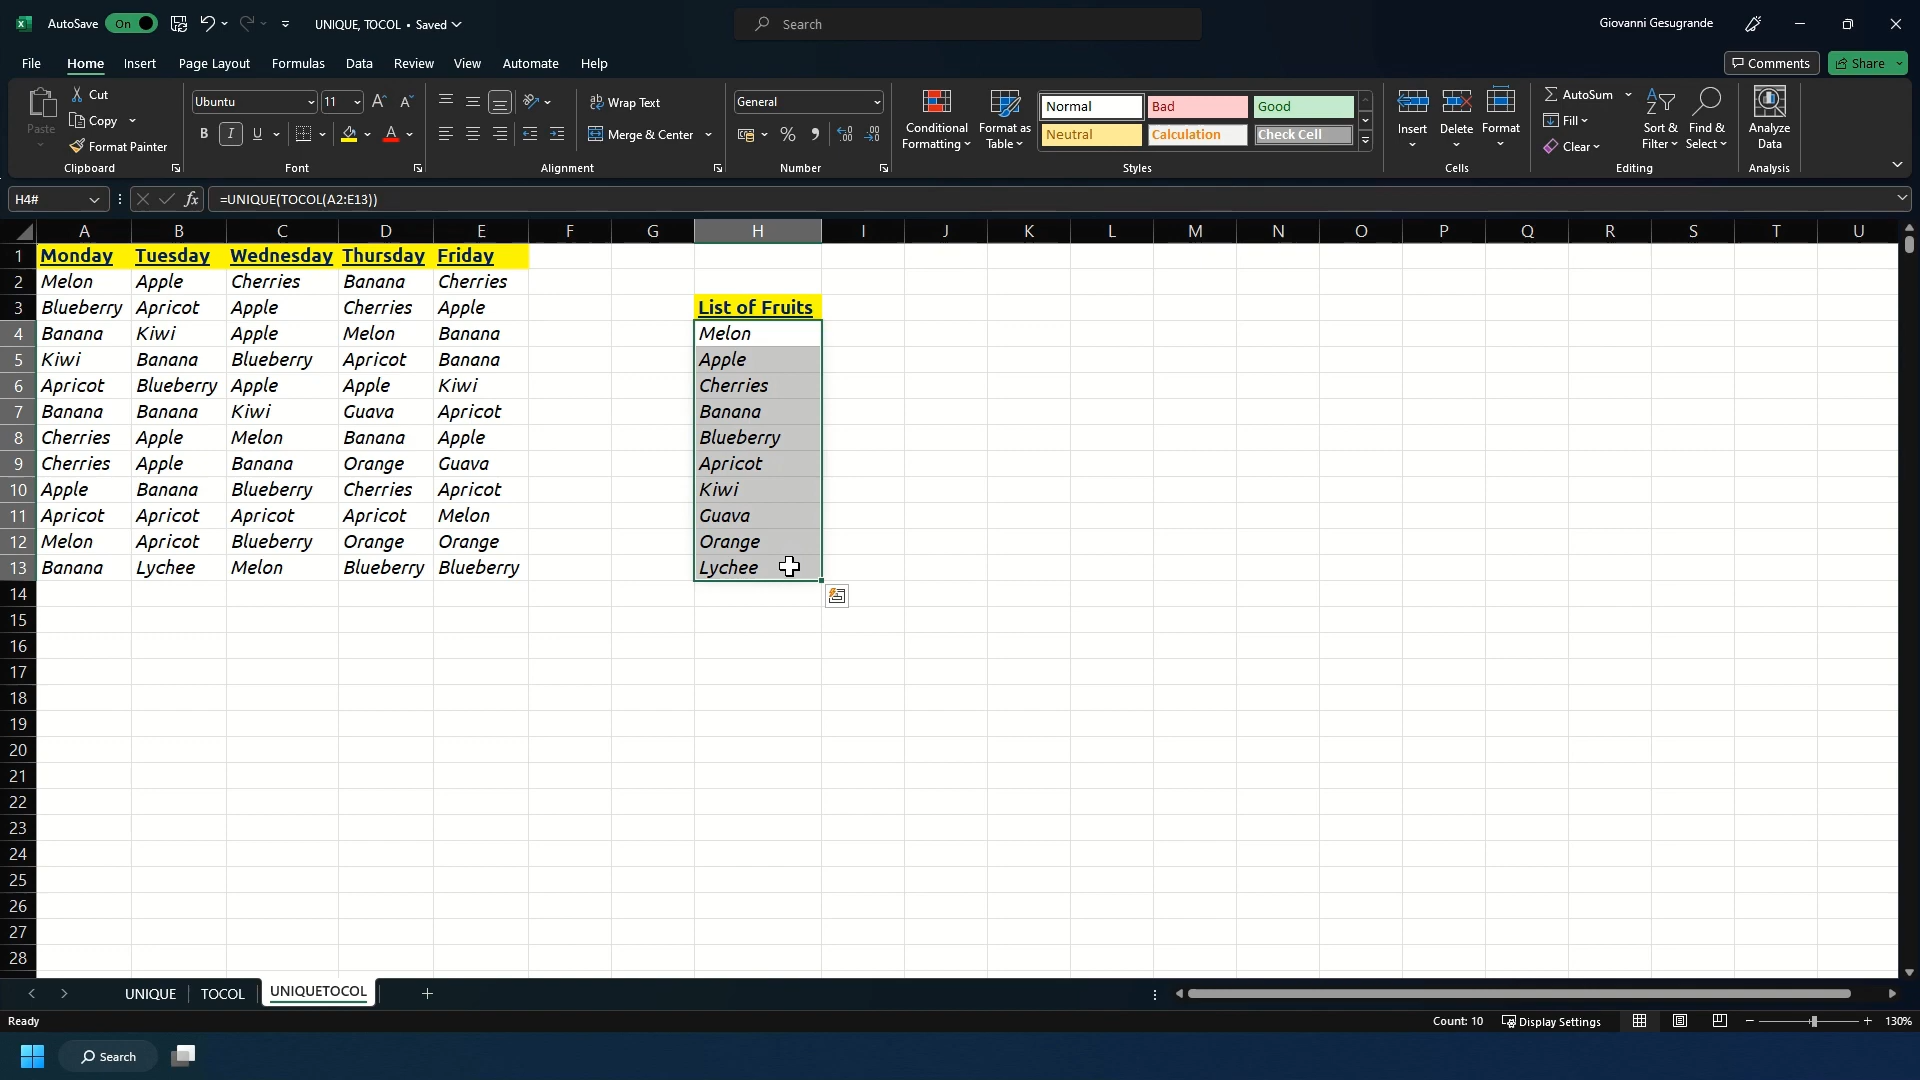 AutoSave On UNIQUE, TOCOL • Saved Search Giovanni Gesugrande
File Home Insert Page Layout Formulas Data Review View Automate Help Comments Share
Paste Cut Copy Format Painter Clipboard
Ubuntu 11 B I U A A A Font
ab Wrap Text Merge & Center Alignment
General % , Number
Conditional Formatting Format as Table
Normal Bad Good
Neutral Calculation Check Cell
Styles
Insert Delete Format Cells
AutoSum Fill Clear Sort & Filter Find & Select Editing
Analyze Data Analysis
H4# fx =UNIQUE(TOCOL(A2:E13))
A B C D E F G H I J K L M N O P Q R S T U
1 Monday Tuesday Wednesday Thursday Friday
2 Melon Apple Cherries Banana Cherries
3 Blueberry Apricot Apple Cherries Apple List of Fruits
4 Banana Kiwi Apple Melon Banana Melon
5 Kiwi Banana Blueberry Apricot Banana Apple
6 Apricot Blueberry Apple Apple Kiwi Cherries
7 Banana Banana Kiwi Guava Apricot Banana
8 Cherries Apple Melon Banana Apple Blueberry
9 Cherries Apple Banana Orange Guava Apricot
10 Apple Banana Blueberry Cherries Apricot Kiwi
11 Apricot Apricot Apricot Apricot Melon Guava
12 Melon Apricot Blueberry Orange Orange Orange
13 Banana Lychee Melon Blueberry Blueberry Lychee
14
15
16
17
18
19
20
21
22
23
24
25
26
27
28
UNIQUE TOCOL UNIQUETOCOL
Ready Count: 10 Display Settings 130%
Search